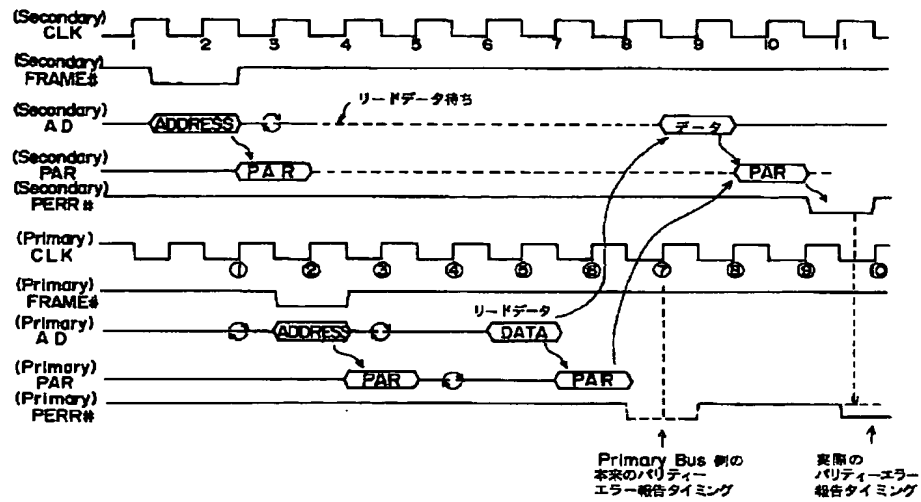 (Secondary)
CLK
1 2 3 4 5 6 7 8 9 10 11
(Secondary)
FRAME#
(Secondary)
AD
ADDRESS
リードデータ待ち
データ
(Secondary)
PAR
PAR
PAR
(Secondary)
PERR#
(Primary)
CLK
① ② ③ ④ ⑤ ⑥ ⑦ ⑧ ⑨ ⑩
(Primary)
FRAME#
(Primary)
AD
ADDRESS
リードデータ
DATA
(Primary)
PAR
PAR
PAR
(Primary)
PERR#
Primary Bus 側の
本来のパリティー
エラー報告タイミング
実際の
パリティーエラー
報告タイミング